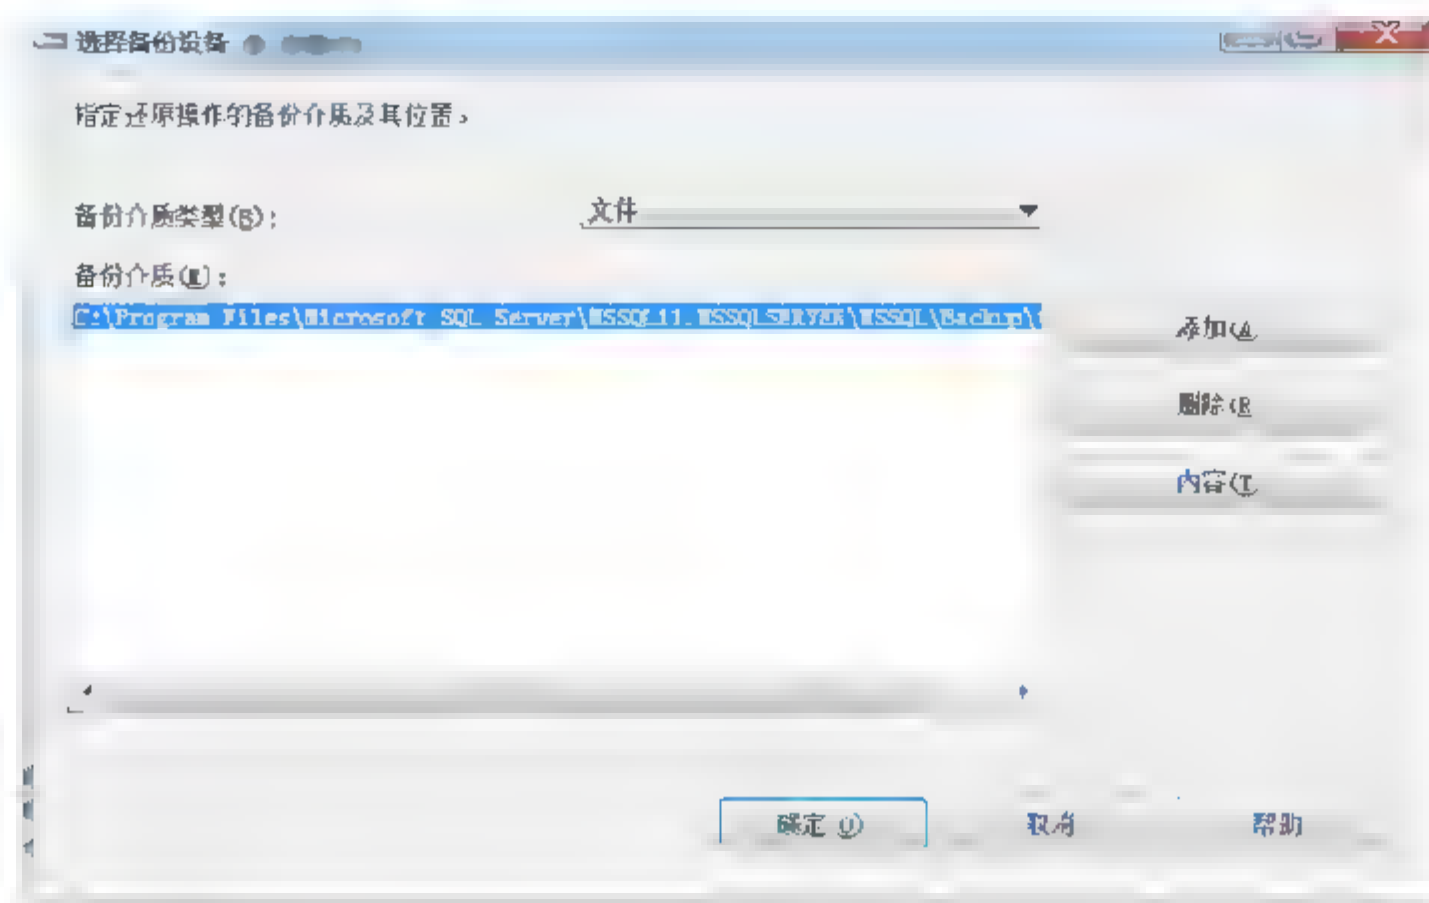 选择备份设备
指定还原操作的备份介质及其位置。
备份介质类型(B):
文件
备份介质(M):
C:\Program Files\Microsoft SQL Server\MSSQL11.MSSQLSERVER\MSSQL\Backup\
添加(A
删除(R
内容(T
确定(O)
取消
帮助